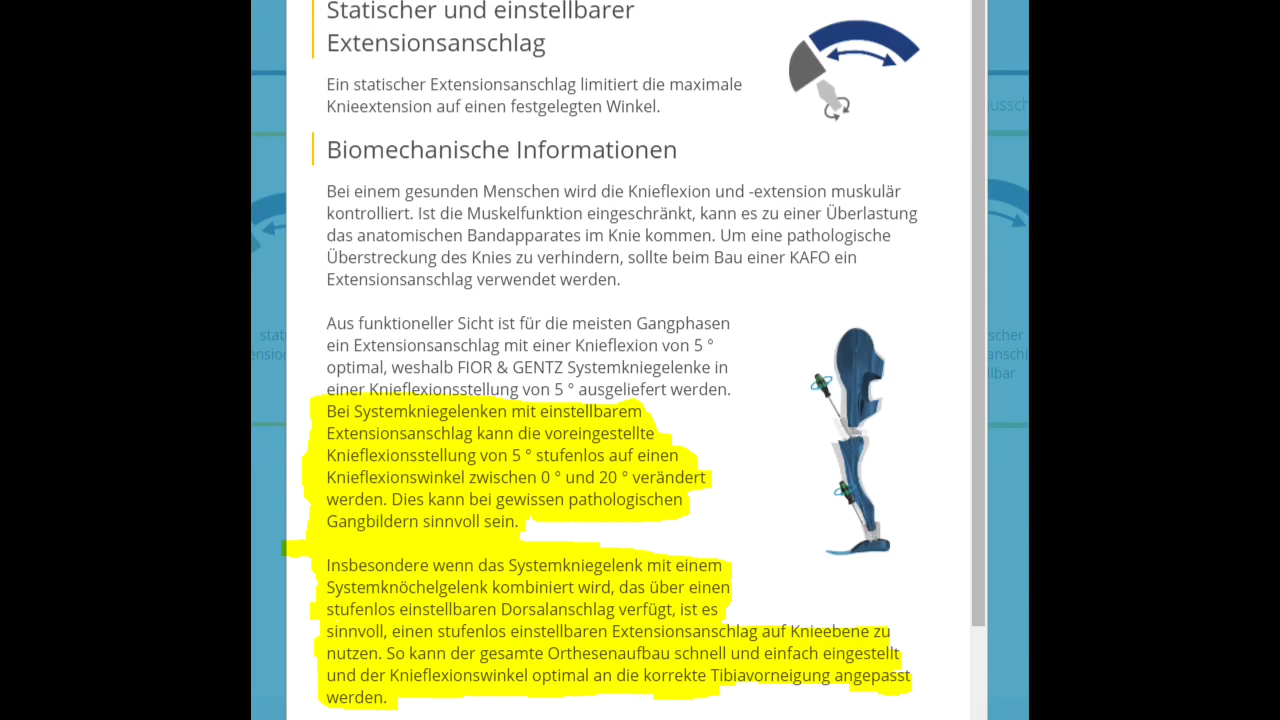 Statischer und einstellbarer
Extensionsanschlag
Ein statischer Extensionsanschlag limitiert die maximale
Knieextension auf einen festgelegten Winkel.
Biomechanische Informationen
Bei einem gesunden Menschen wird die Knieflexion und -extension muskulär
kontrolliert. Ist die Muskelfunktion eingeschränkt, kann es zu einer Überlastung
das anatomischen Bandapparates im Knie kommen. Um eine pathologische
Überstreckung des Knies zu verhindern, sollte beim Bau einer KAFO ein
Extensionsanschlag verwendet werden.
Aus funktioneller Sicht ist für die meisten Gangphasen
ein Extensionsanschlag mit einer Knieflexion von 5 °
optimal, weshalb FIOR & GENTZ Systemkniegelenke in
einer Knieflexionsstellung von 5 ° ausgeliefert werden.
Bei Systemkniegelenken mit einstellbarem
Extensionsanschlag kann die voreingestellte
Knieflexionsstellung von 5 ° stufenlos auf einen
Knieflexionswinkel zwischen 0 ° und 20 ° verändert
werden. Dies kann bei gewissen pathologischen
Gangbildern sinnvoll sein.
Insbesondere wenn das Systemkniegelenk mit einem
Systemknöchelgelenk kombiniert wird, das über einen
stufenlos einstellbaren Dorsalanschlag verfügt, ist es
sinnvoll, einen stufenlos einstellbaren Extensionsanschlag auf Knieebene zu
nutzen. So kann der gesamte Orthesenaufbau schnell und einfach eingestellt
und der Knieflexionswinkel optimal an die korrekte Tibiavorneigung angepasst
werden.